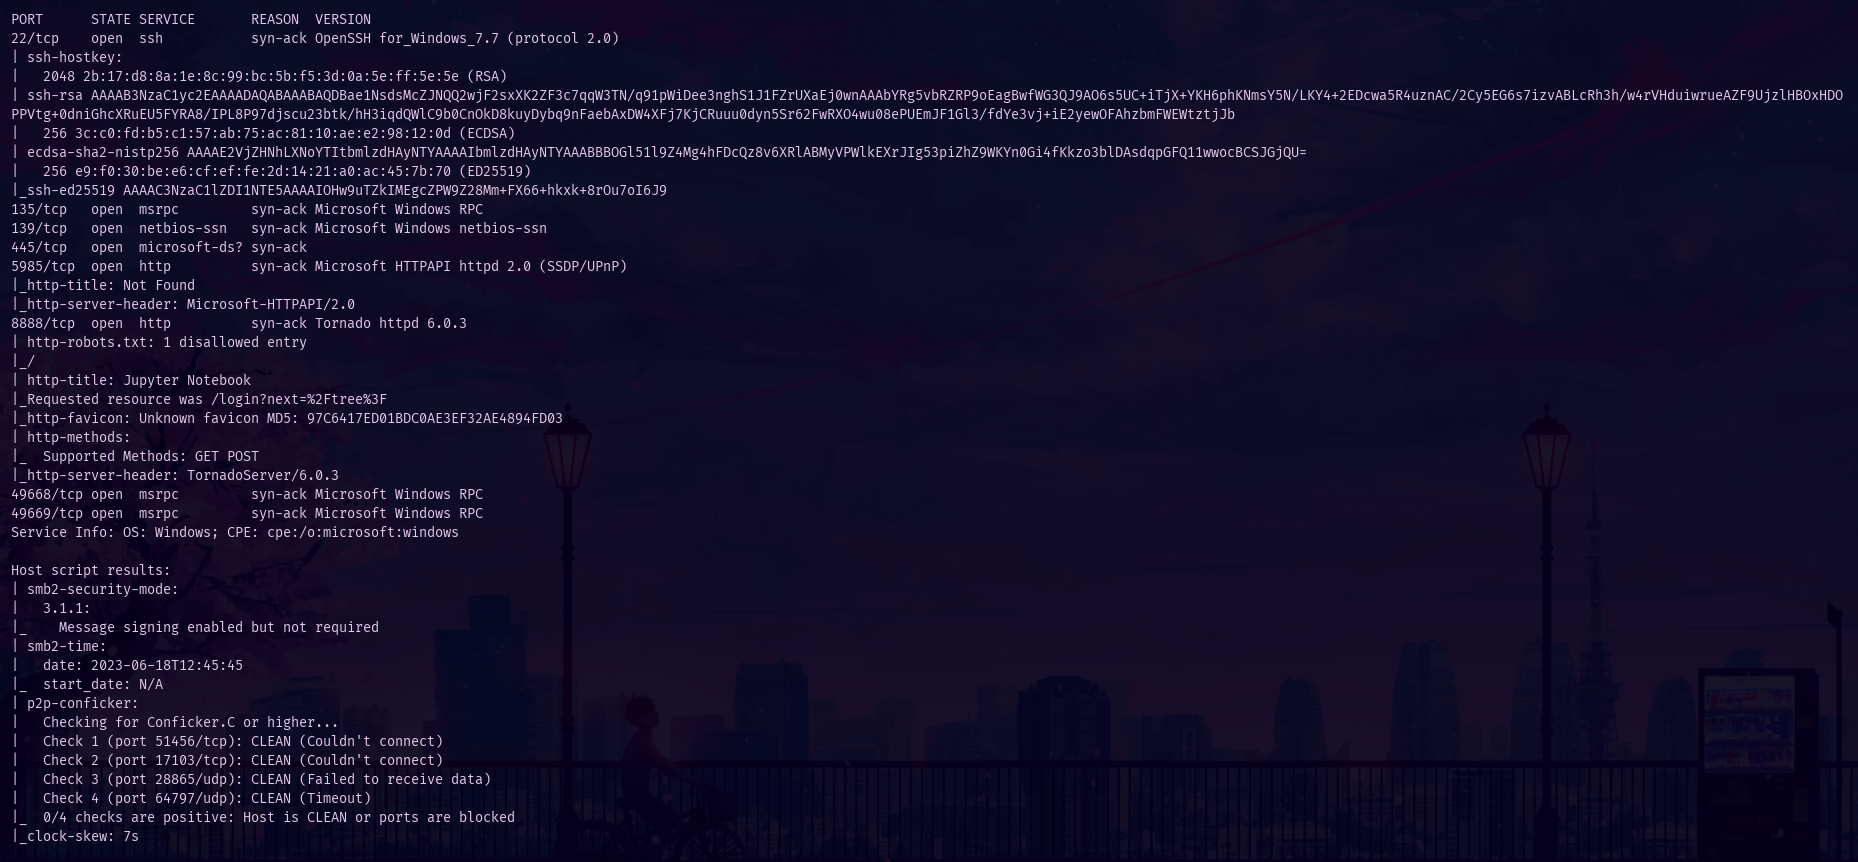 PORT      STATE SERVICE       REASON  VERSION
22/tcp    open  ssh           syn-ack OpenSSH for_Windows_7.7 (protocol 2.0)
| ssh-hostkey:
|   2048 2b:17:d8:8a:1e:8c:99:bc:5b:f5:3d:0a:5e:ff:5e:5e (RSA)
| ssh-rsa AAAAB3NzaC1yc2EAAAADAQABAAABAQDBae1NsdsMcZJNQQ2wjF2sxXK2ZF3c7qqW3TN/q91pWiDee3nghS1J1FZrUXaEj0wnAAAbYRg5vbRZRP9oEagBwfWG3QJ9AO6s5UC+iTjX+YKH6phKNmsY5N/LKY4+2EDcwa5R4uznAC/2Cy5EG6s7izvABLcRh3h/w4rVHduiwrueAZF9UjzlHBOxHDO
PPVtg+0dniGhcXRuEU5FYRA8/IPL8P97djscu23btk/hH3iqdQWlC9b0CnOkD8kuyDybq9nFaebAxDW4XFj7KjCRuuu0dyn5Sr62FwRXO4wu08ePUEmJF1Gl3/fdYe3vj+iE2yewOFAhzbmFWEWtztjJb
|   256 3c:c0:fd:b5:c1:57:ab:75:ac:81:10:ae:e2:98:12:0d (ECDSA)
| ecdsa-sha2-nistp256 AAAAE2VjZHNhLXNoYTItbmlzdHAyNTYAAAAIbmlzdHAyNTYAAABBBOGl51l9Z4Mg4hFDcQz8v6XRlABMyVPWlkEXrJIg53piZhZ9WKYn0Gi4fKkzo3blDAsdqpGFQ11wwocBCSJGjQU=
|   256 e9:f0:30:be:e6:cf:ef:fe:2d:14:21:a0:ac:45:7b:70 (ED25519)
|_ssh-ed25519 AAAAC3NzaC1lZDI1NTE5AAAAIOHw9uTZkIMEgcZPW9Z28Mm+FX66+hkxk+8rOu7oI6J9
135/tcp   open  msrpc         syn-ack Microsoft Windows RPC
139/tcp   open  netbios-ssn   syn-ack Microsoft Windows netbios-ssn
445/tcp   open  microsoft-ds? syn-ack
5985/tcp  open  http          syn-ack Microsoft HTTPAPI httpd 2.0 (SSDP/UPnP)
|_http-title: Not Found
|_http-server-header: Microsoft-HTTPAPI/2.0
8888/tcp  open  http          syn-ack Tornado httpd 6.0.3
| http-robots.txt: 1 disallowed entry
|_/
| http-title: Jupyter Notebook
|_Requested resource was /login?next=%2Ftree%3F
|_http-favicon: Unknown favicon MD5: 97C6417ED01BDC0AE3EF32AE4894FD03
| http-methods:
|_  Supported Methods: GET POST
|_http-server-header: TornadoServer/6.0.3
49668/tcp open  msrpc         syn-ack Microsoft Windows RPC
49669/tcp open  msrpc         syn-ack Microsoft Windows RPC
Service Info: OS: Windows; CPE: cpe:/o:microsoft:windows
Host script results:
| smb2-security-mode:
|   3.1.1:
|_    Message signing enabled but not required
| smb2-time:
|   date: 2023-06-18T12:45:45
|_  start_date: N/A
| p2p-conficker:
|   Checking for Conficker.C or higher...
|   Check 1 (port 51456/tcp): CLEAN (Couldn't connect)
|   Check 2 (port 17103/tcp): CLEAN (Couldn't connect)
|   Check 3 (port 28865/udp): CLEAN (Failed to receive data)
|   Check 4 (port 64797/udp): CLEAN (Timeout)
|_  0/4 checks are positive: Host is CLEAN or ports are blocked
|_clock-skew: 7s